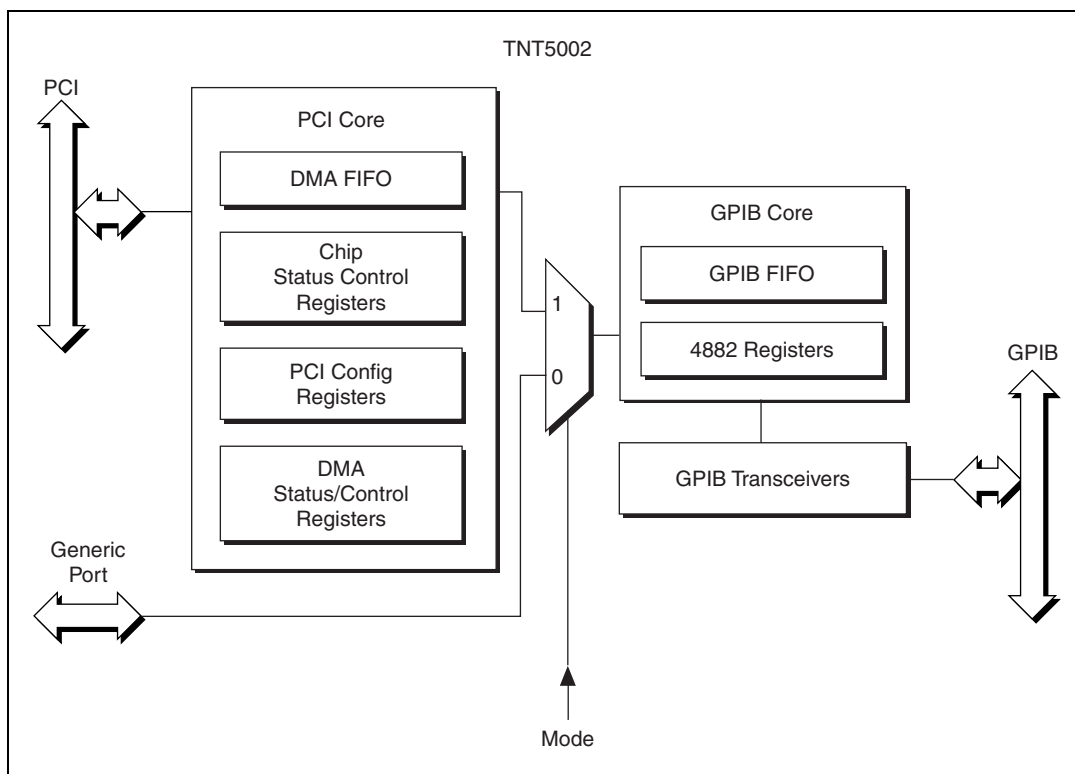 TNT5002
PCI
PCI Core
DMA FIFO
Chip
Status Control
Registers
PCI Config
Registers
DMA
Status/Control
Registers
Generic
Port
1
0
Mode
GPIB Core
GPIB FIFO
4882 Registers
GPIB Transceivers
GPIB